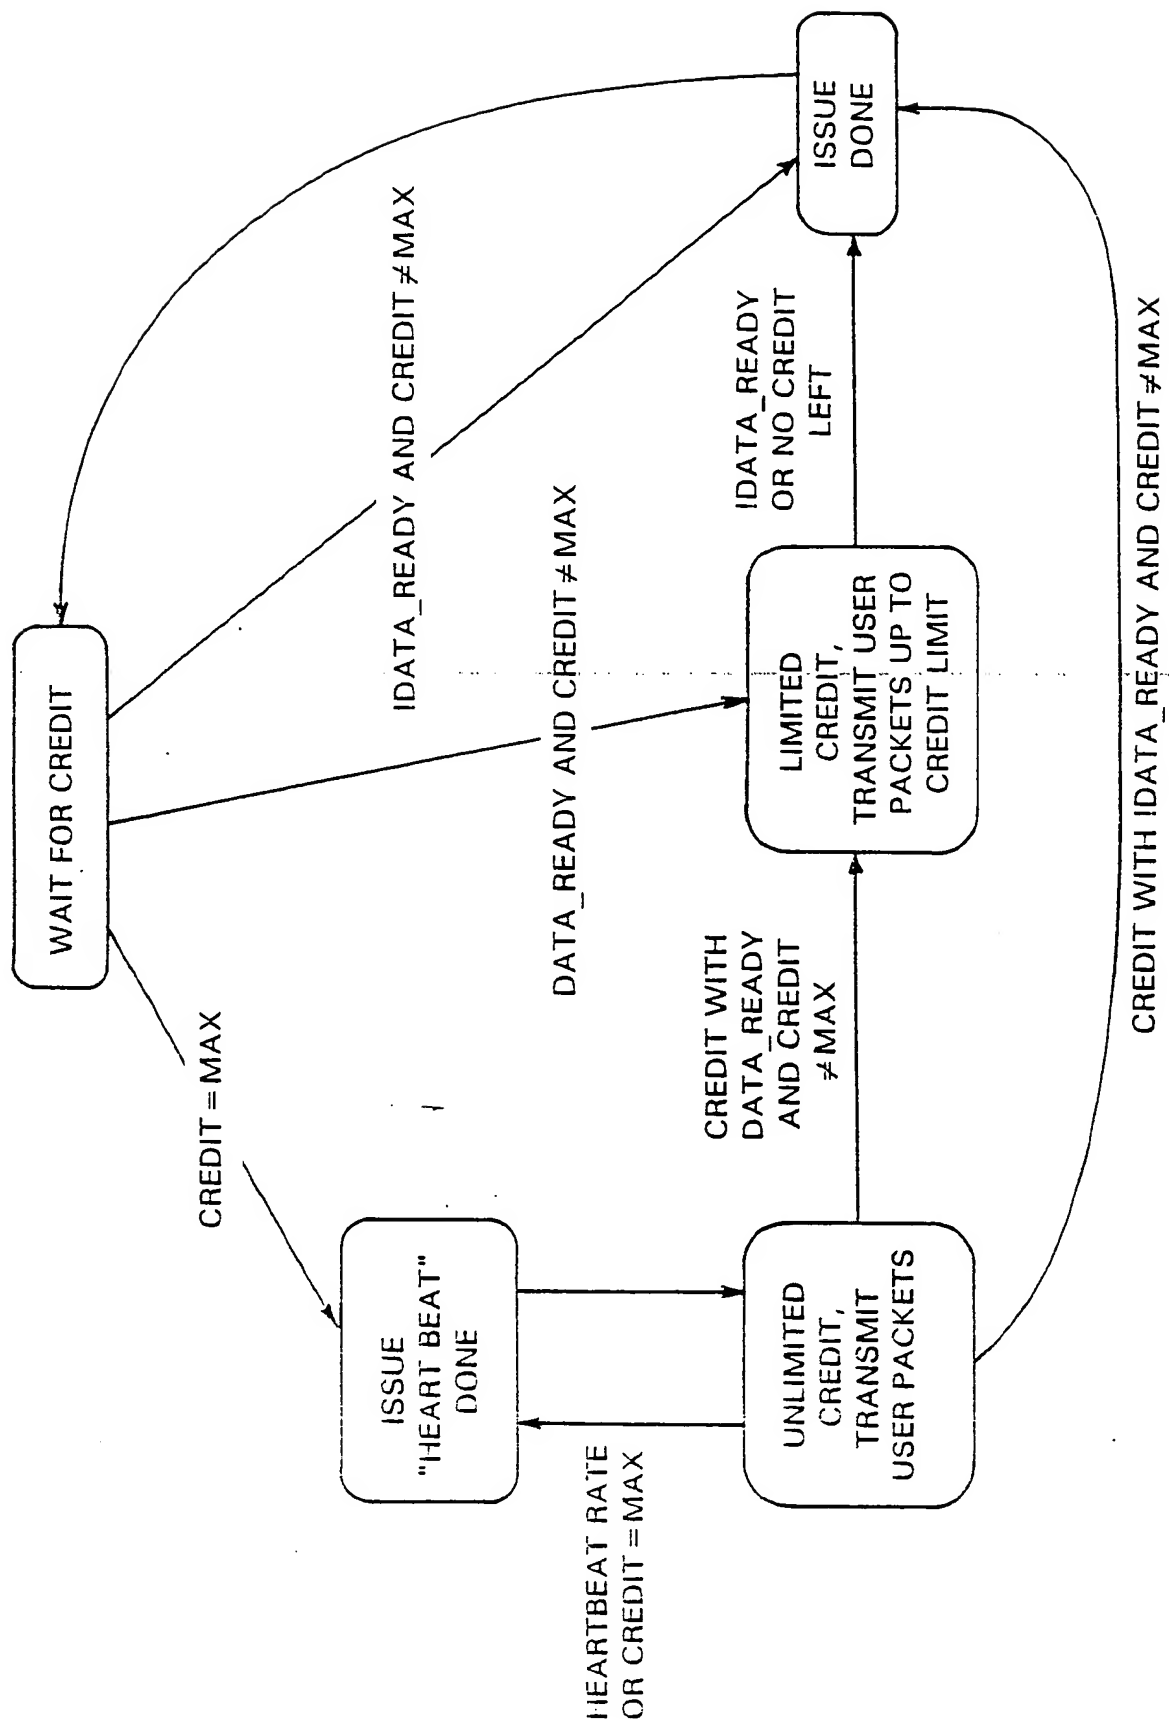 WAIT FOR CREDIT
CREDIT = MAX
!DATA_READY AND CREDIT ≠ MAX
DATA_READY AND CREDIT ≠ MAX
ISSUE
"HEART BEAT"
DONE
HEARTBEAT RATE
OR CREDIT = MAX
UNLIMITED
CREDIT,
TRANSMIT
USER PACKETS
CREDIT WITH
DATA_READY
AND CREDIT
≠ MAX
LIMITED
CREDIT,
TRANSMIT USER
PACKETS UP TO
CREDIT LIMIT
!DATA_READY
OR NO CREDIT
LEFT
ISSUE
DONE
CREDIT WITH !DATA_READY AND CREDIT ≠ MAX